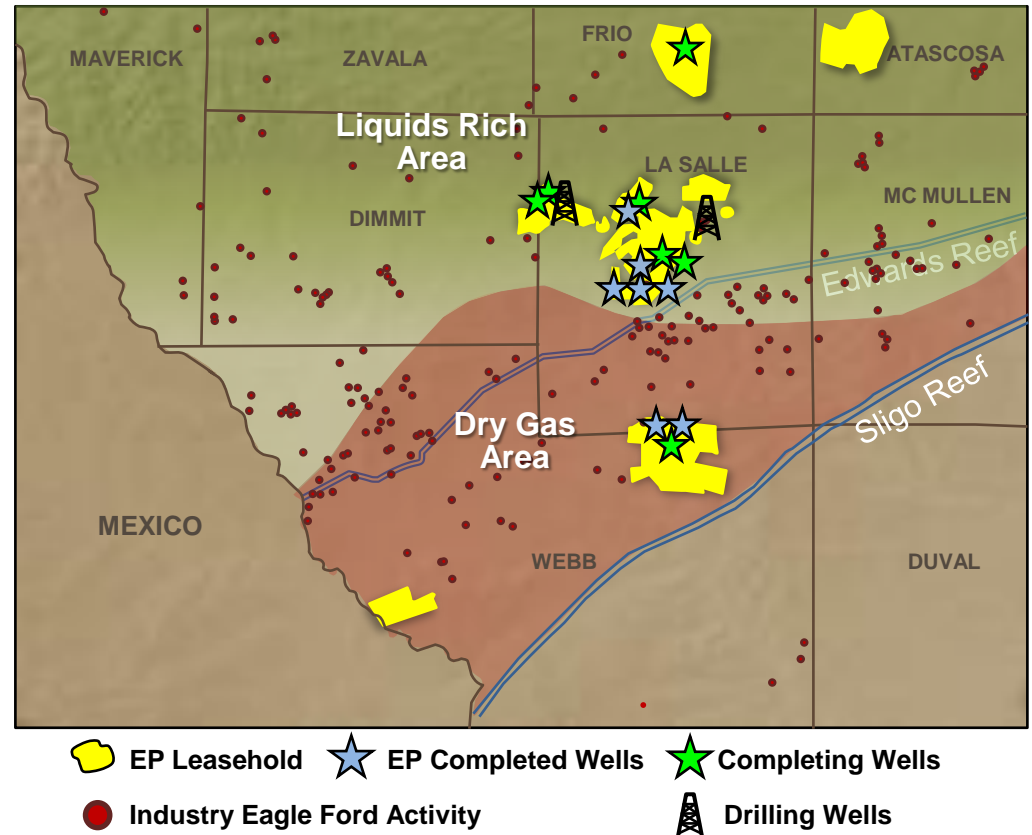 FRIO
MAVERICK
ZAVALA
ATASCOSA
Liquids Rich
Area
LA SALLE
MC MULLEN
DIMMIT
Edwards Reef
Sligo Reef
Dry Gas
Area
MEXICO
WEBB
DUVAL
EP Leasehold
EP Completed Wells
Completing Wells
Industry Eagle Ford Activity
Drilling Wells